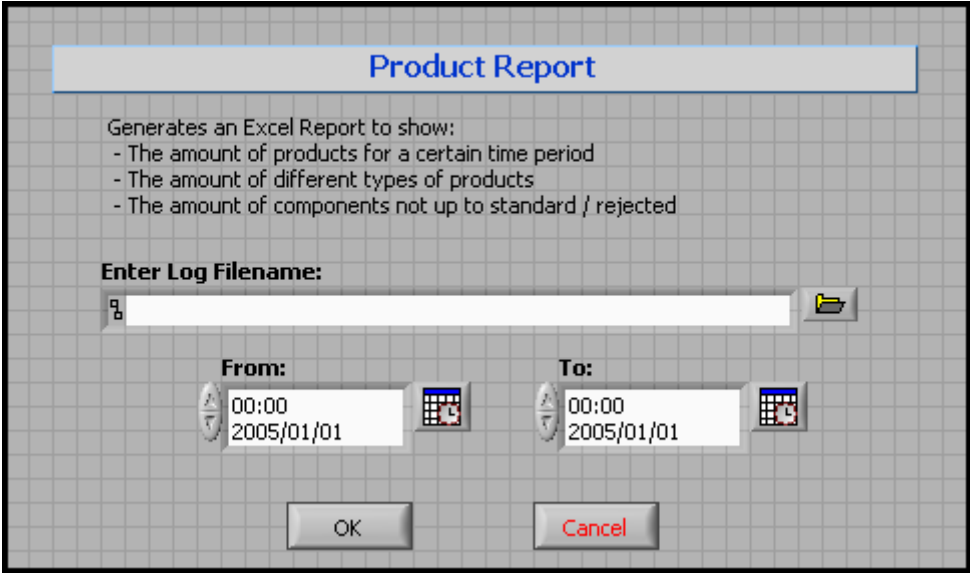 Product Report
Generates an Excel Report to show:
- The amount of products for a certain time period
- The amount of different types of products
- The amount of components not up to standard / rejected
Enter Log Filename:
From:
To:
00:00
2005/01/01
00:00
2005/01/01
OK
Cancel